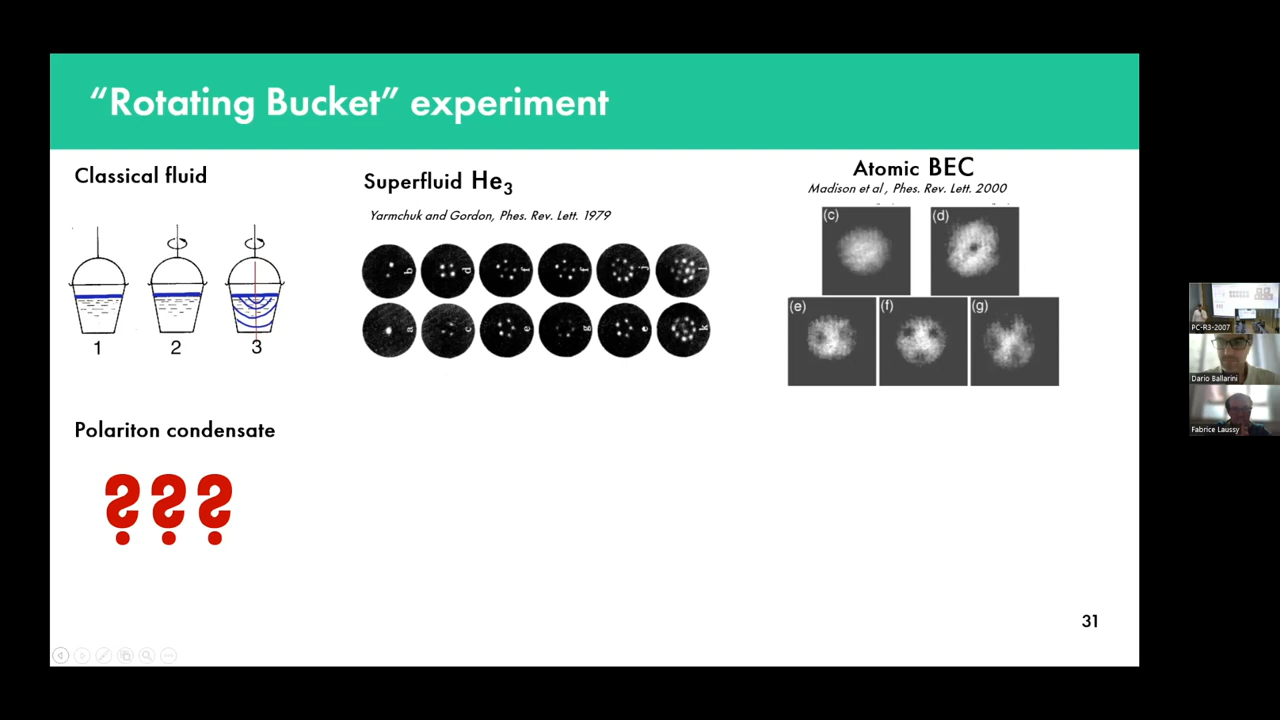 “Rotating Bucket” experiment
Classical fluid
1
2
3
Superfluid He₃
Yarmchuk and Gordon, Phes. Rev. Lett. 1979
b
d
f
f
j
l
a
c
e
g
e
k
Atomic BEC
Madison et al , Phes. Rev. Lett. 2000
(c)
(d)
(e)
(f)
(g)
Polariton condensate
???
31
PC-R3-2007
Dario Ballarini
Fabrice Laussy